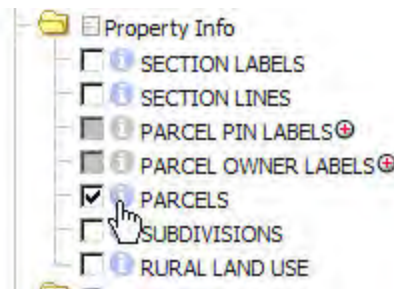 Property Info
SECTION LABELS
SECTION LINES
PARCEL PIN LABELS
PARCEL OWNER LABELS
PARCELS
SUBDIVISIONS
RURAL LAND USE